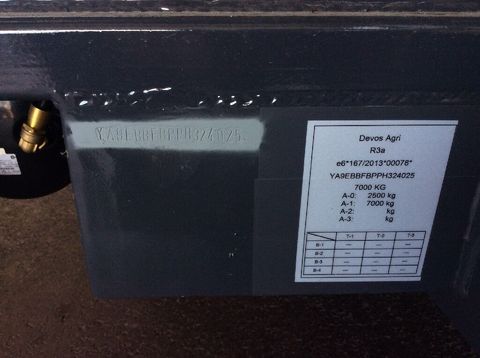 YA9EBBFBPPH324025
Devos Agri
R3a
e6*167/2013*00078*
YA9EBBFBPPH324025
7000 KG
A-0: 2500 kg
A-1: 7000 kg
A-2: kg
A-3: kg
T-1 T-2 T-3
B-1 — — —
B-2 — — —
B-3 — — —
B-4 — — —